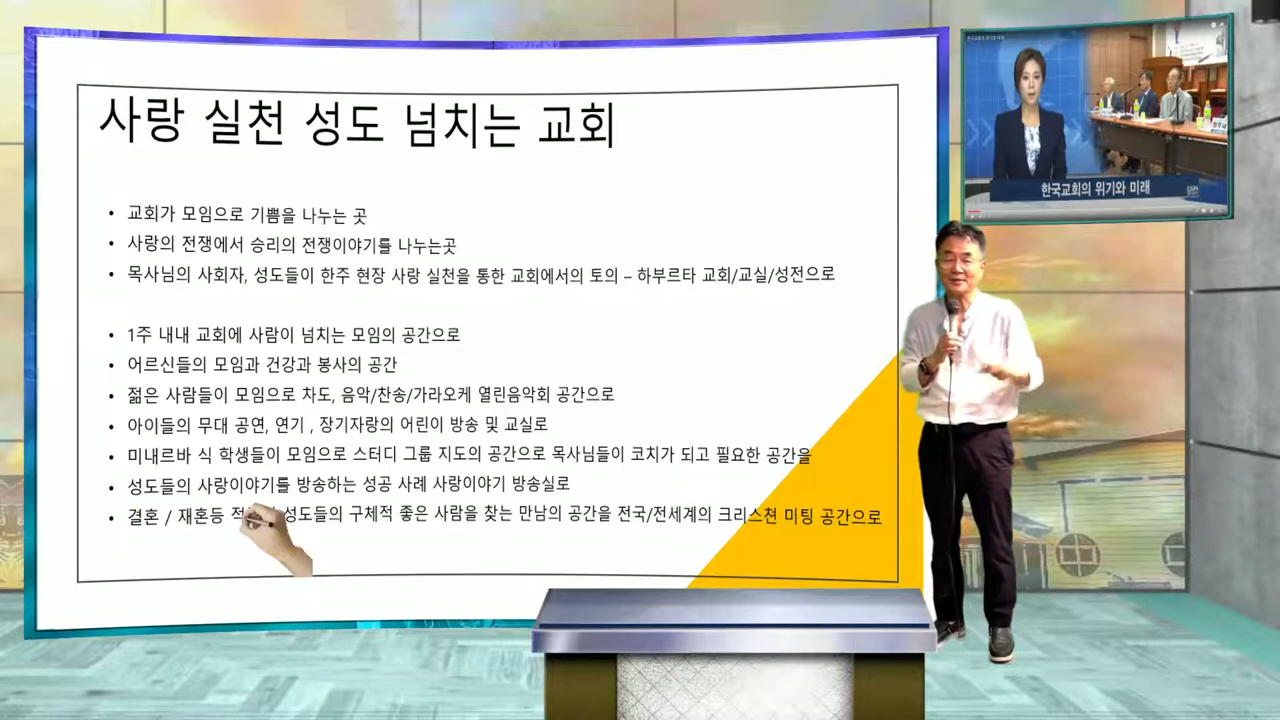 사랑 실천 성도 넘치는 교회
• 교회가 모임으로 기쁨을 나누는 곳
• 사랑의 전쟁에서 승리의 전쟁이야기를 나누는곳
• 목사님의 사회자, 성도들이 한주 현장 사랑 실천을 통한 교회에서의 토의 – 하부르타 교회/교실/성전으로
• 1주 내내 교회에 사람이 넘치는 모임의 공간으로
• 어르신들의 모임과 건강과 봉사의 공간
• 젊은 사람들이 모임으로 차도, 음악/찬송/가라오케 열린음악회 공간으로
• 아이들의 무대 공연, 연기 , 장기자랑의 어린이 방송 및 교실로
• 미내르바 식 학생들이 모임으로 스터디 그룹 지도의 공간으로 목사님들이 코치가 되고 필요한 공간을
• 성도들의 사랑이야기를 방송하는 성공 사례 사랑이야기 방송실로
• 결혼 / 재혼등 성도들의 구체적 좋은 사람을 찾는 만남의 공간을 전국/전세계의 크리스쳔 미팅 공간으로
한국교회의 위기와 미래